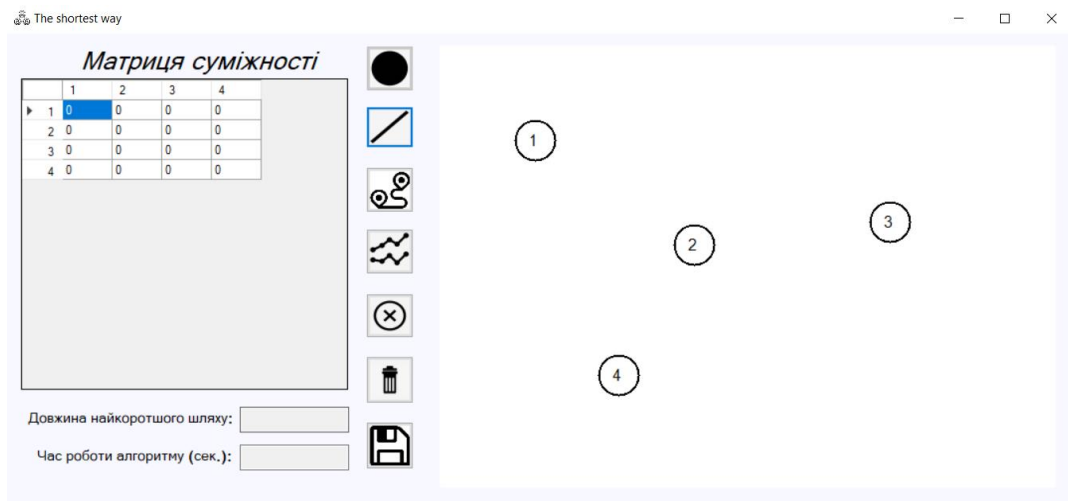 The shortest way
Матриця суміжності
1 2 3 4
1 0 0 0 0
2 0 0 0 0
3 0 0 0 0
4 0 0 0 0
Довжина найкоротшого шляху:
Час роботи алгоритму (сек.):
1
2
3
4